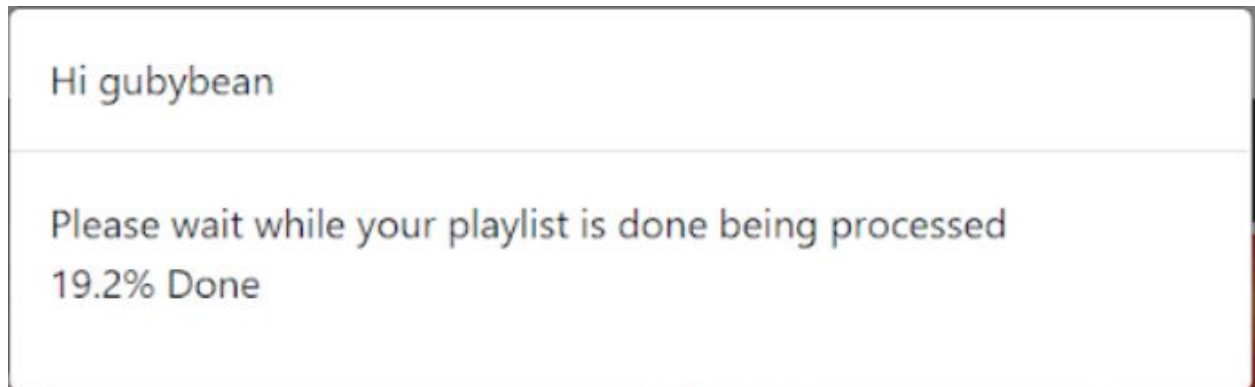 Hi gubybean
Please wait while your playlist is done being processed
19.2% Done